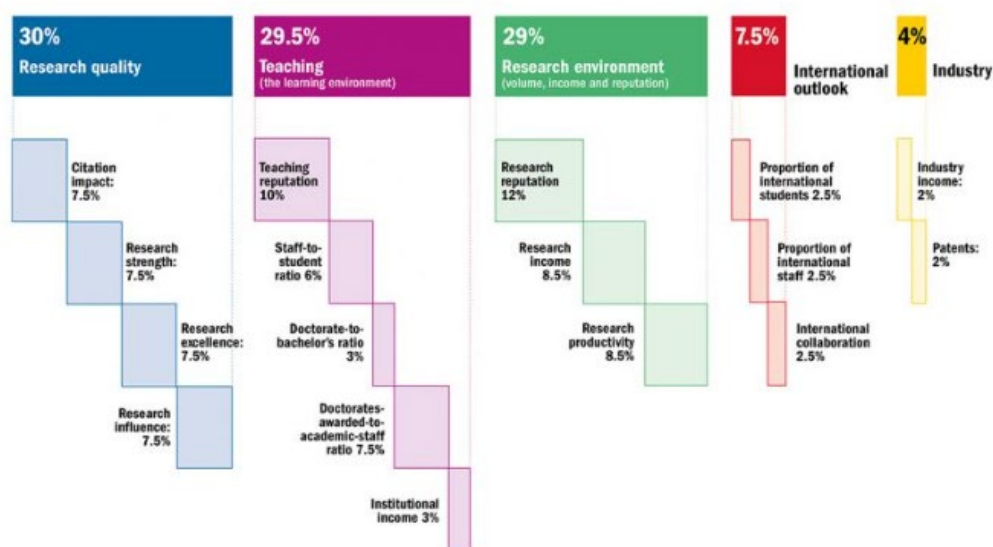 30%
Research quality
Citation
impact:
7.5%
Research
strength:
7.5%
Research
excellence:
7.5%
Research
influence:
7.5%
29.5%
Teaching
(the learning environment)
Teaching
reputation
10%
Staff-to-
student
ratio 6%
Doctorate-to-
bachelor's ratio
3%
Doctorates-
awarded-to-
academic-staff
ratio 7.5%
Institutional
income 3%
29%
Research environment
(volume, income and reputation)
Research
reputation
12%
Research
income
8.5%
Research
productivity
8.5%
7.5%
International
outlook
Proportion of
international
students 2.5%
Proportion of
international
staff 2.5%
International
collaboration
2.5%
4%
Industry
Industry
income:
2%
Patents:
2%